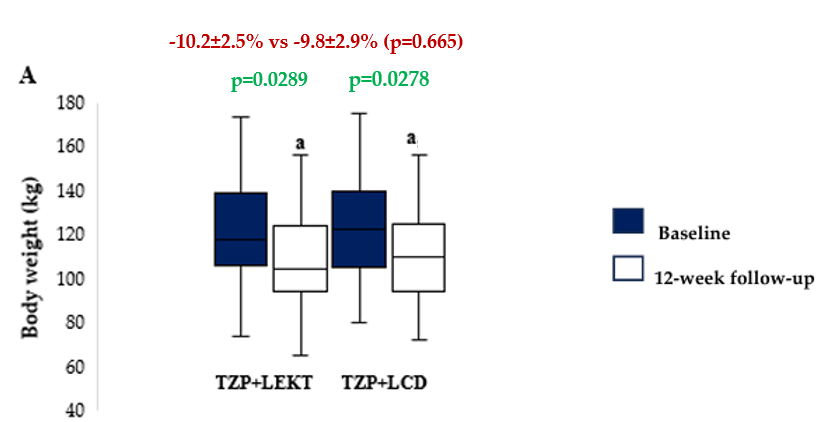 -10.2±2.5% vs -9.8±2.9% (p=0.665)
A
p=0.0289 p=0.0278
180
160
140
120
100
80
60
40
Body weight (kg)
a a
TZP+LEKT TZP+LCD
Baseline
12-week follow-up